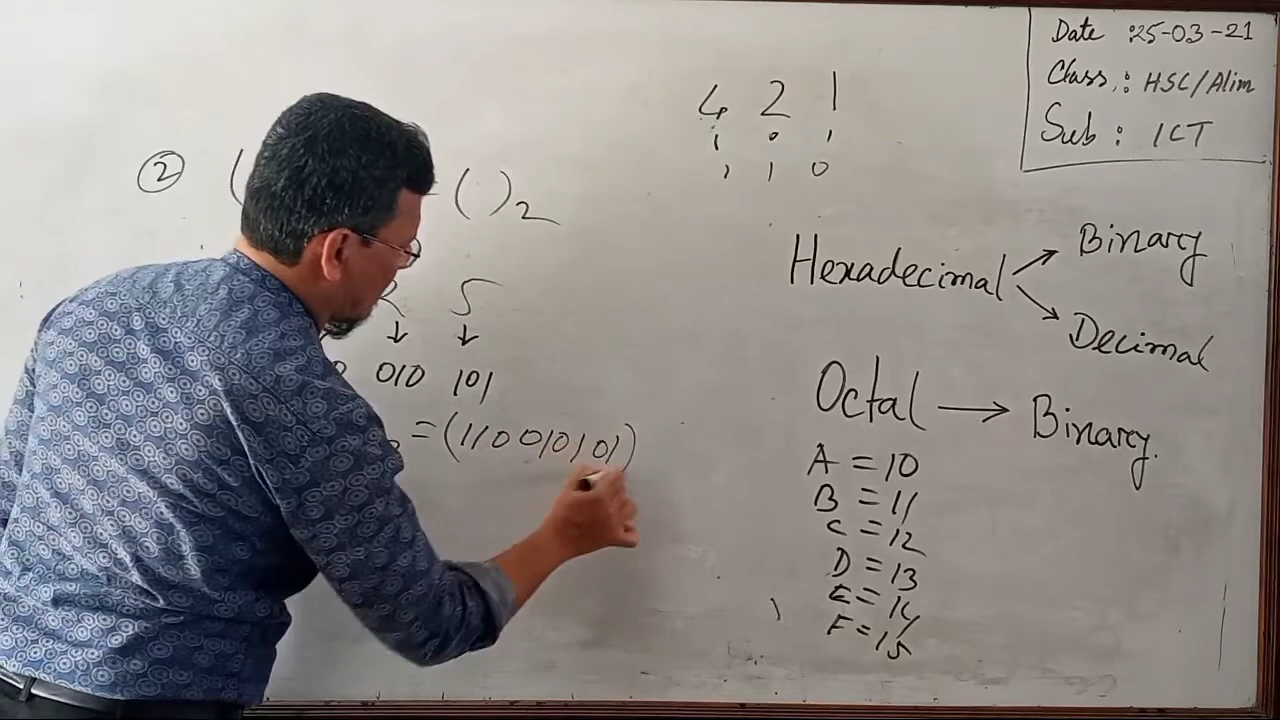 Date :25-03-21
Class : HSC/Alim
Sub : ICT
4 2 1
1 0 1
1 1 0
② ( ( )2
2 5
↓ ↓
010 101
= (110010101)
Hexadecimal → Binary
→ Decimal
Octal → Binary.
A = 10
B = 11
C = 12
D = 13
E = 14
F = 15